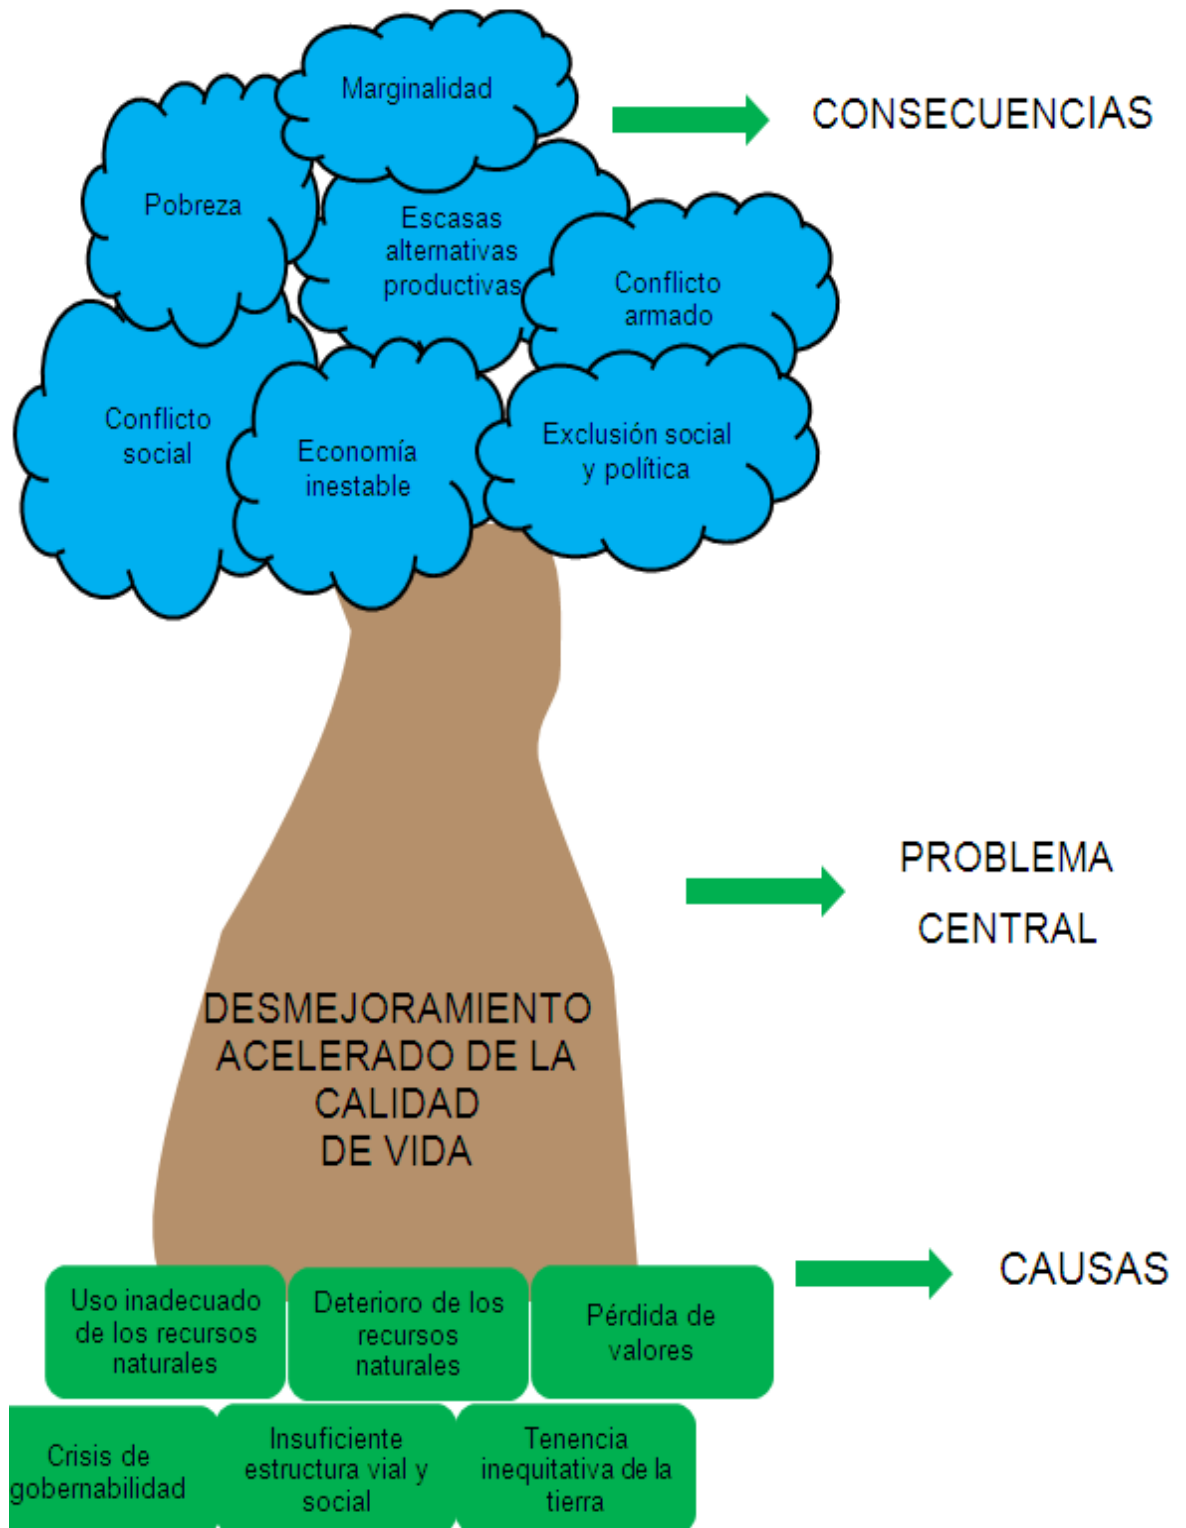 Marginalidad
CONSECUENCIAS
Pobreza
Escasas
alternativas
productivas
Conflicto
armado
Conflicto
social
Economía
inestable
Exclusión social
y política
PROBLEMA
CENTRAL
DESMEJORAMIENTO
ACELERADO DE LA
CALIDAD
DE VIDA
CAUSAS
Uso inadecuado
de los recursos
naturales
Deterioro de los
recursos
naturales
Pérdida de
valores
Crisis de
gobernabilidad
Insuficiente
estructura vial y
social
Tenencia
inequitativa de la
tierra